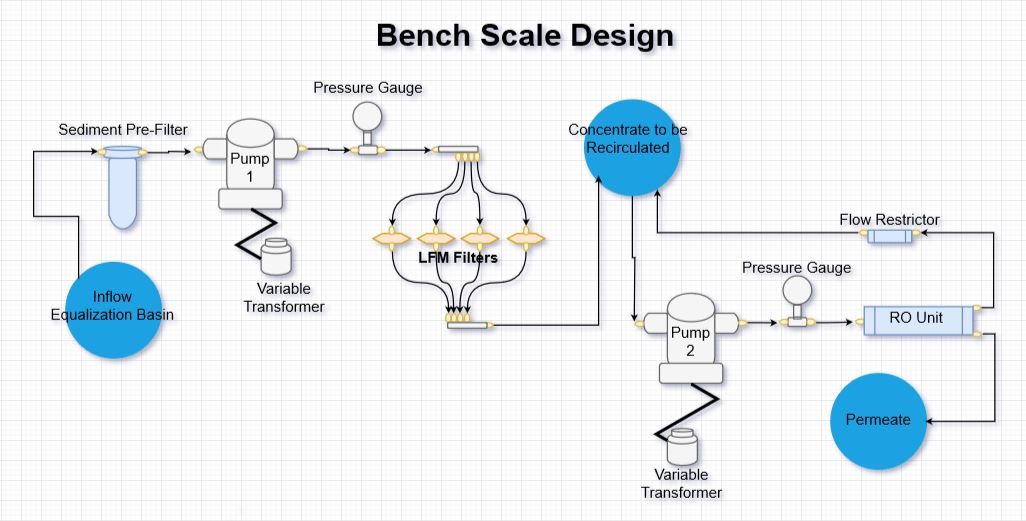 Bench Scale Design
Pressure Gauge
Sediment Pre-Filter
Pump
1
Concentrate to be
Recirculated
LFM Filters
Variable
Transformer
Inflow
Equalization Basin
Flow Restrictor
Pressure Gauge
Pump
2
RO Unit
Permeate
Variable
Transformer